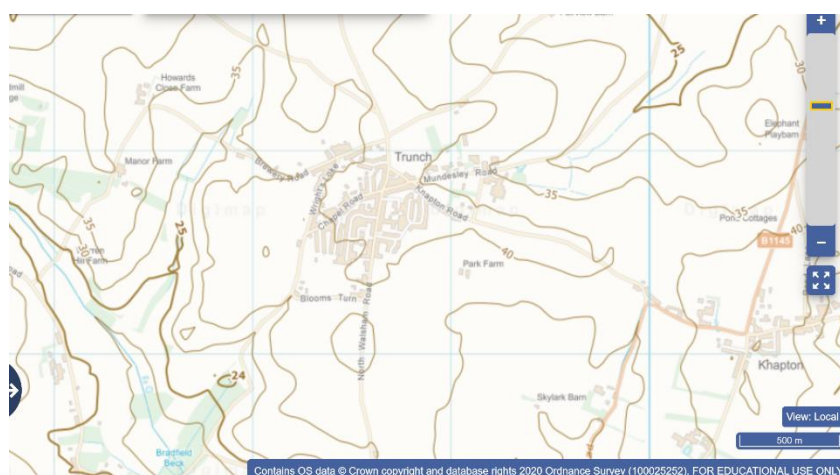 +
25
30
Howards
Close Farm
35
Elephant
Playbarn
Trunch
Manor Farm
Brewery Road
Mundesley Road
Wright's Loke
Chapel Road
Knapton Road
35
35
Digimap
25
40
B1145
30
Park Farm
40
−
Blooms Turn
North Walsham Road
24
Knapton
Skylark Barn
View: Local
500 m
Bradfield
Beck
Contains OS data © Crown copyright and database rights 2020 Ordnance Survey (100025252). FOR EDUCATIONAL USE ONLY